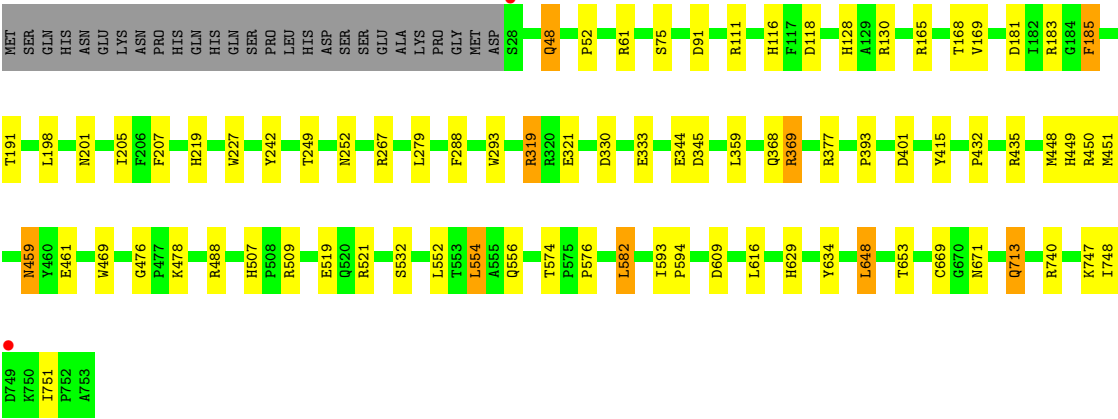 MET SER GLN HIS ASN GLU LYS ASN PRO HIS GLN HIS GLN SER PRO LEU HIS ASP SER SER GLU ALA LYS PRO GLY MET ASP S28 Q48 P52 R61 S75 D91 R111 H116 F117 D118 H128 A129 R130 R165 T168 V169 D181 I182 R183 G184 F185
T191 L198 N201 I205 F206 F207 H219 W227 Y242 T249 N252 R267 L279 F288 W293 R319 R320 E321 D330 E333 E344 D345 L359 Q368 R369 R377 P393 D401 Y415 P432 R435 M448 H449 R450 M451
N459 Y460 E461 W469 G476 P477 K478 R488 H507 P508 R509 E519 Q520 R521 S532 L552 T553 L554 A555 Q556 T574 P575 P576 L582 I593 P594 D609 L616 H629 Y634 L648 T653 C669 G670 N671 Q713 R740 K747 I748
D749 K750 I751 P752 A753